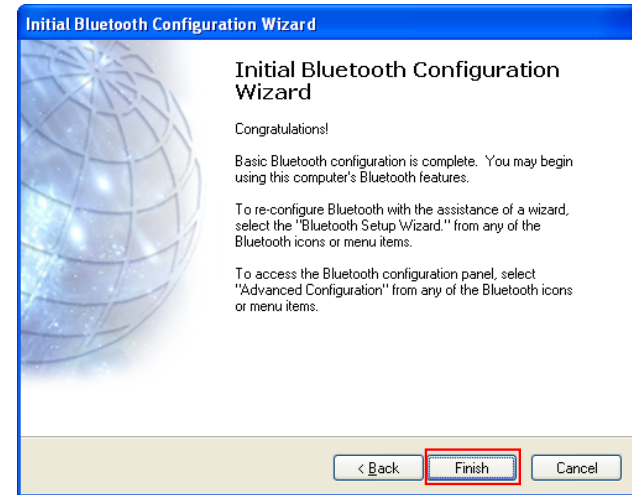 Initial Bluetooth Configuration Wizard
Initial Bluetooth Configuration
Wizard
Congratulations!
Basic Bluetooth configuration is complete.  You may begin
using this computer's Bluetooth features.
To re-configure Bluetooth with the assistance of a wizard,
select the "Bluetooth Setup Wizard." from any of the
Bluetooth icons or menu items.
To access the Bluetooth configuration panel, select
"Advanced Configuration" from any of the Bluetooth icons
or menu items.
< Back
Finish
Cancel